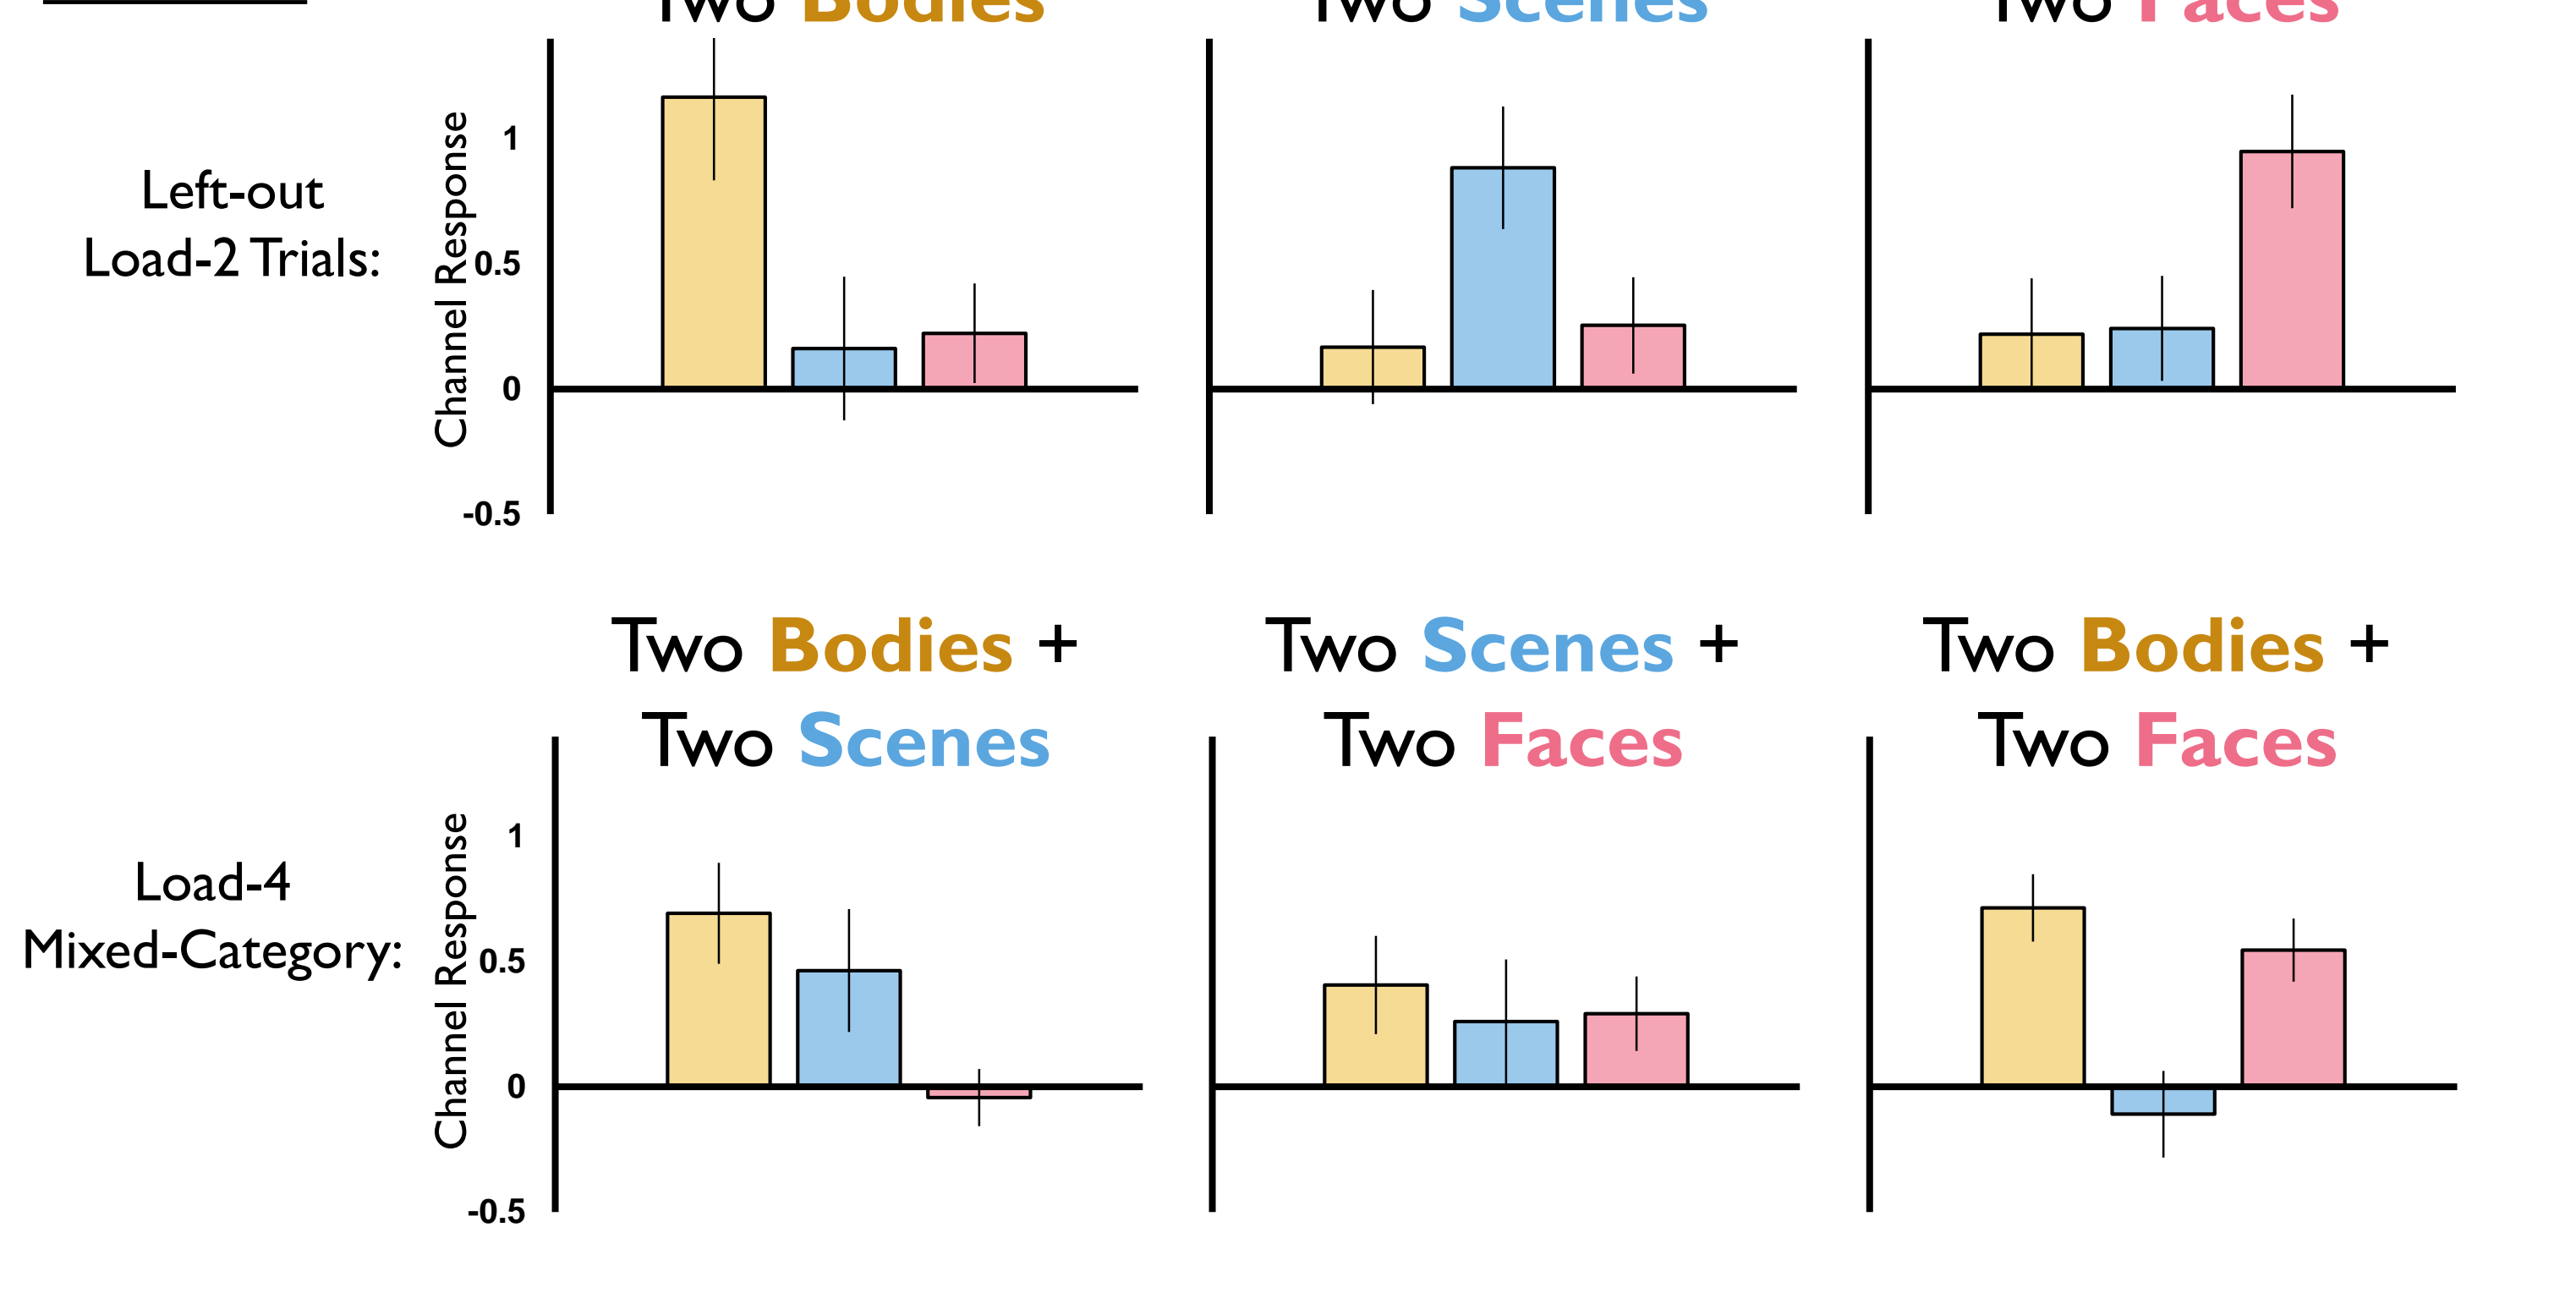 Two Bodies
Two Scenes
Two Faces
Left-out
Load-2 Trials:
Channel Response
1
0.5
0
-0.5
Two Bodies +
Two Scenes
Two Scenes +
Two Faces
Two Bodies +
Two Faces
Load-4
Mixed-Category:
Channel Response
1
0.5
0
-0.5